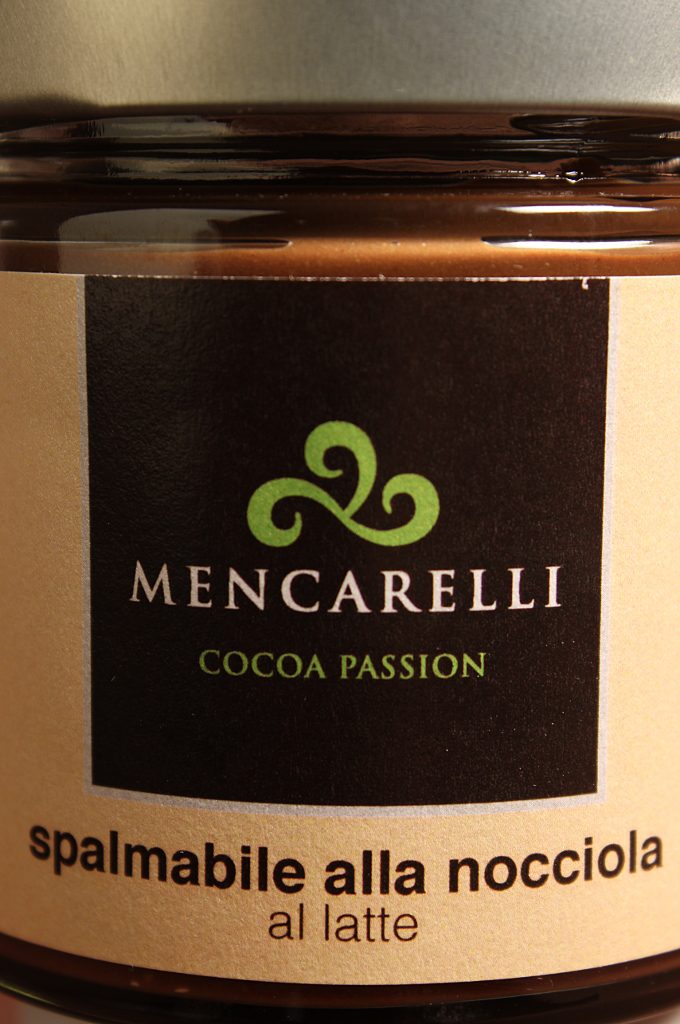 MENCARELLI
COCOA PASSION
spalmabile alla nocciola
al latte